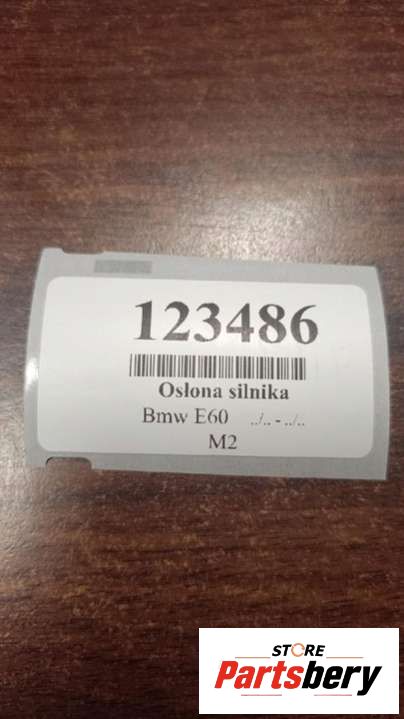 123486
Osłona silnika
Bmw E60 ../.. - ../..
M2
STORE
Partsbery